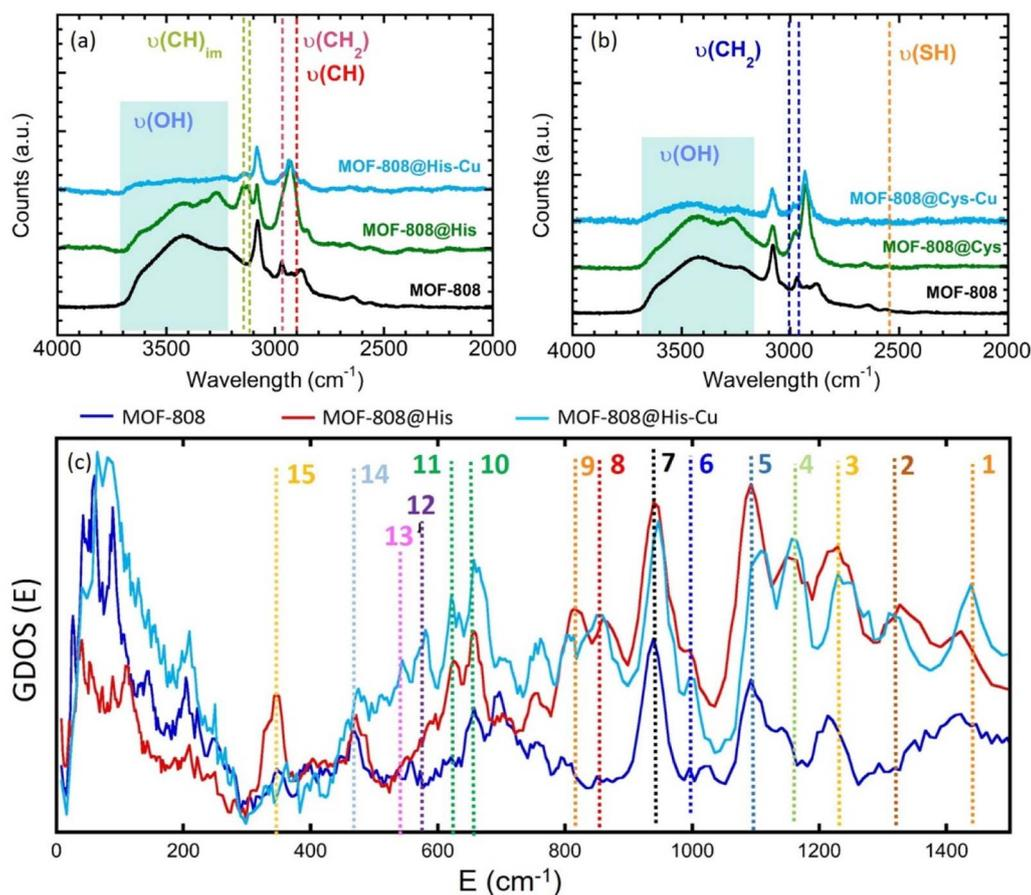 (a)
υ(CH)im
υ(CH2)
υ(CH)
υ(OH)
MOF-808@His-Cu
MOF-808@His
MOF-808
Counts (a.u.)
4000 3500 3000 2500 2000
Wavelength (cm-1)
(b)
υ(CH2)
υ(SH)
υ(OH)
MOF-808@Cys-Cu
MOF-808@Cys
MOF-808
Counts (a.u.)
4000 3500 3000 2500 2000
Wavelength (cm-1)
MOF-808 MOF-808@His MOF-808@His-Cu
(c)
15 14 13 12 11 10 9 8 7 6 5 4 3 2 1
GDOS (E)
0 200 400 600 800 1000 1200 1400
E (cm-1)